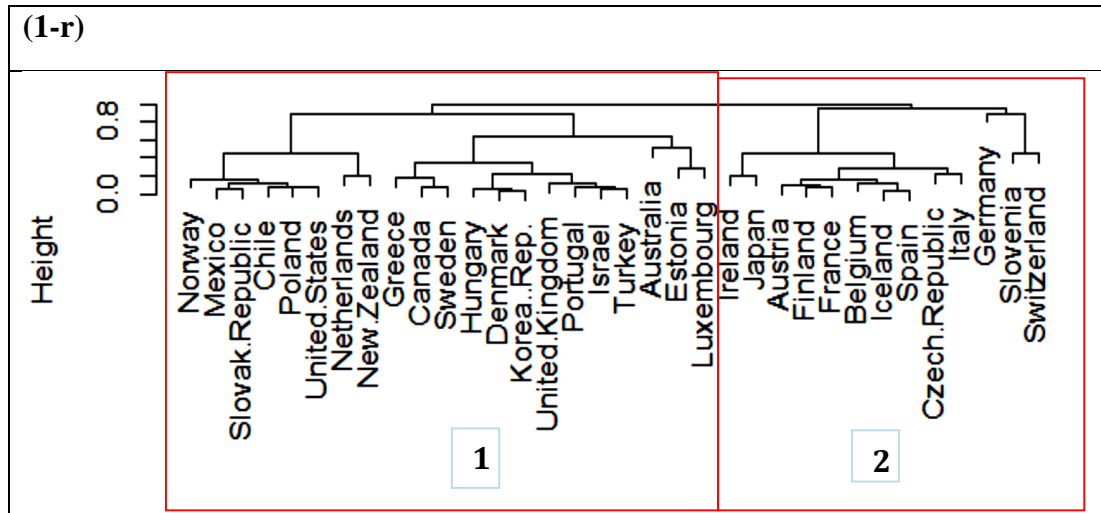 (1-r)
Height
0.8
0.0
Norway
Mexico
Slovak.Republic
Chile
Poland
United.States
Netherlands
New.Zealand
Greece
Canada
Sweden
Hungary
Denmark
Korea..Rep.
United.Kingdom
Portugal
Israel
Turkey
Australia
Estonia
Luxembourg
Ireland
Japan
Austria
Finland
France
Belgium
Iceland
Spain
Czech.Republic
Italy
Germany
Slovenia
Switzerland
1
2